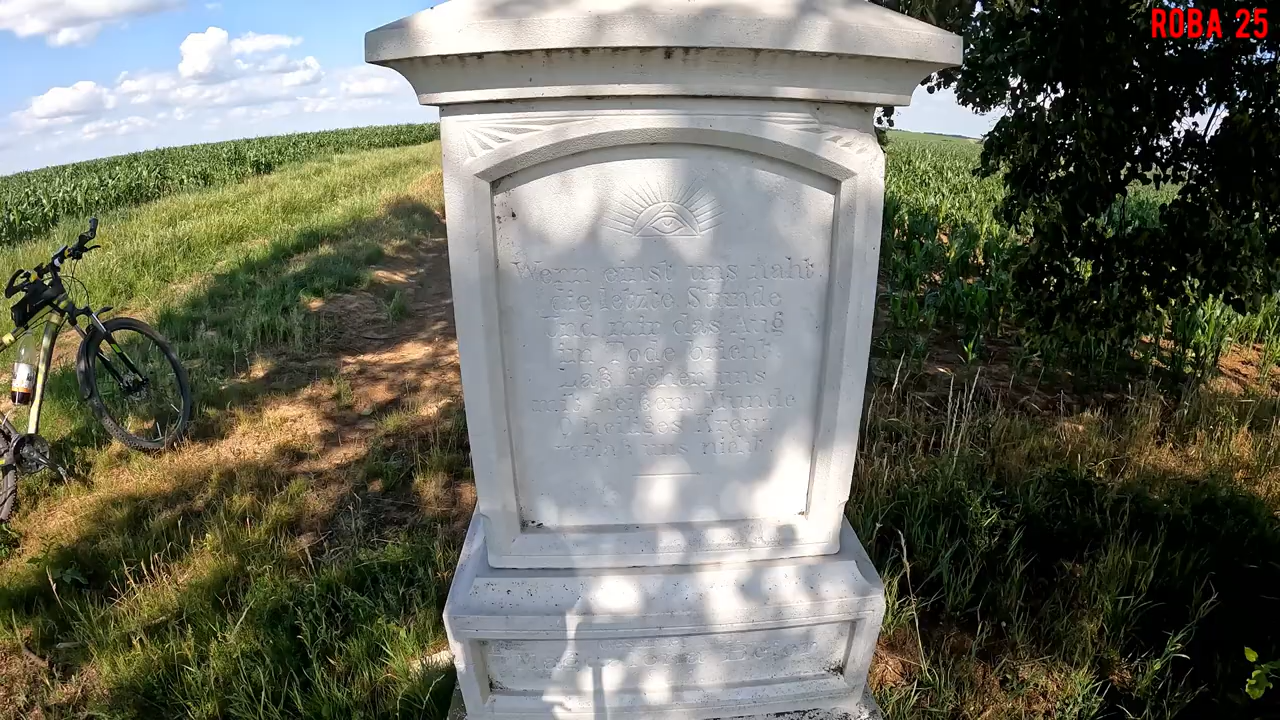 ROBA 25
Wenn einst uns naht
die letzte Stunde
Und mir das Aug
im Tode bricht.
Laß flehen uns
mit heißem Munde
O heiliges Kreuz
verlaß uns nicht.